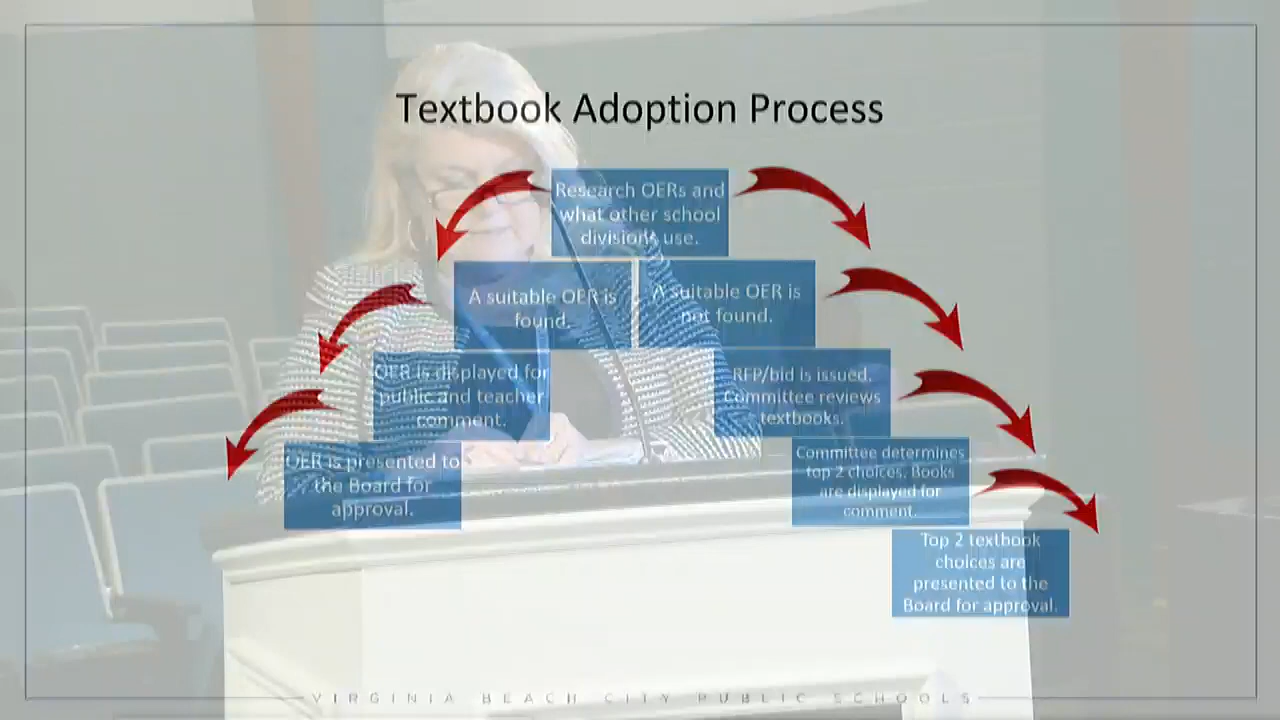 Textbook Adoption Process
Research OERs and
what other school
divisions use.
A suitable OER is
found.
A suitable OER is
not found.
OER is displayed for
public and teacher
comment.
RFP/bid is issued.
Committee reviews
textbooks.
OER is presented to
the Board for
approval.
Committee determines
top 2 choices. Books
are displayed for
comment.
Top 2 textbook
choices are
presented to the
Board for approval.
VIRGINIA BEACH CITY PUBLIC SCHOOLS